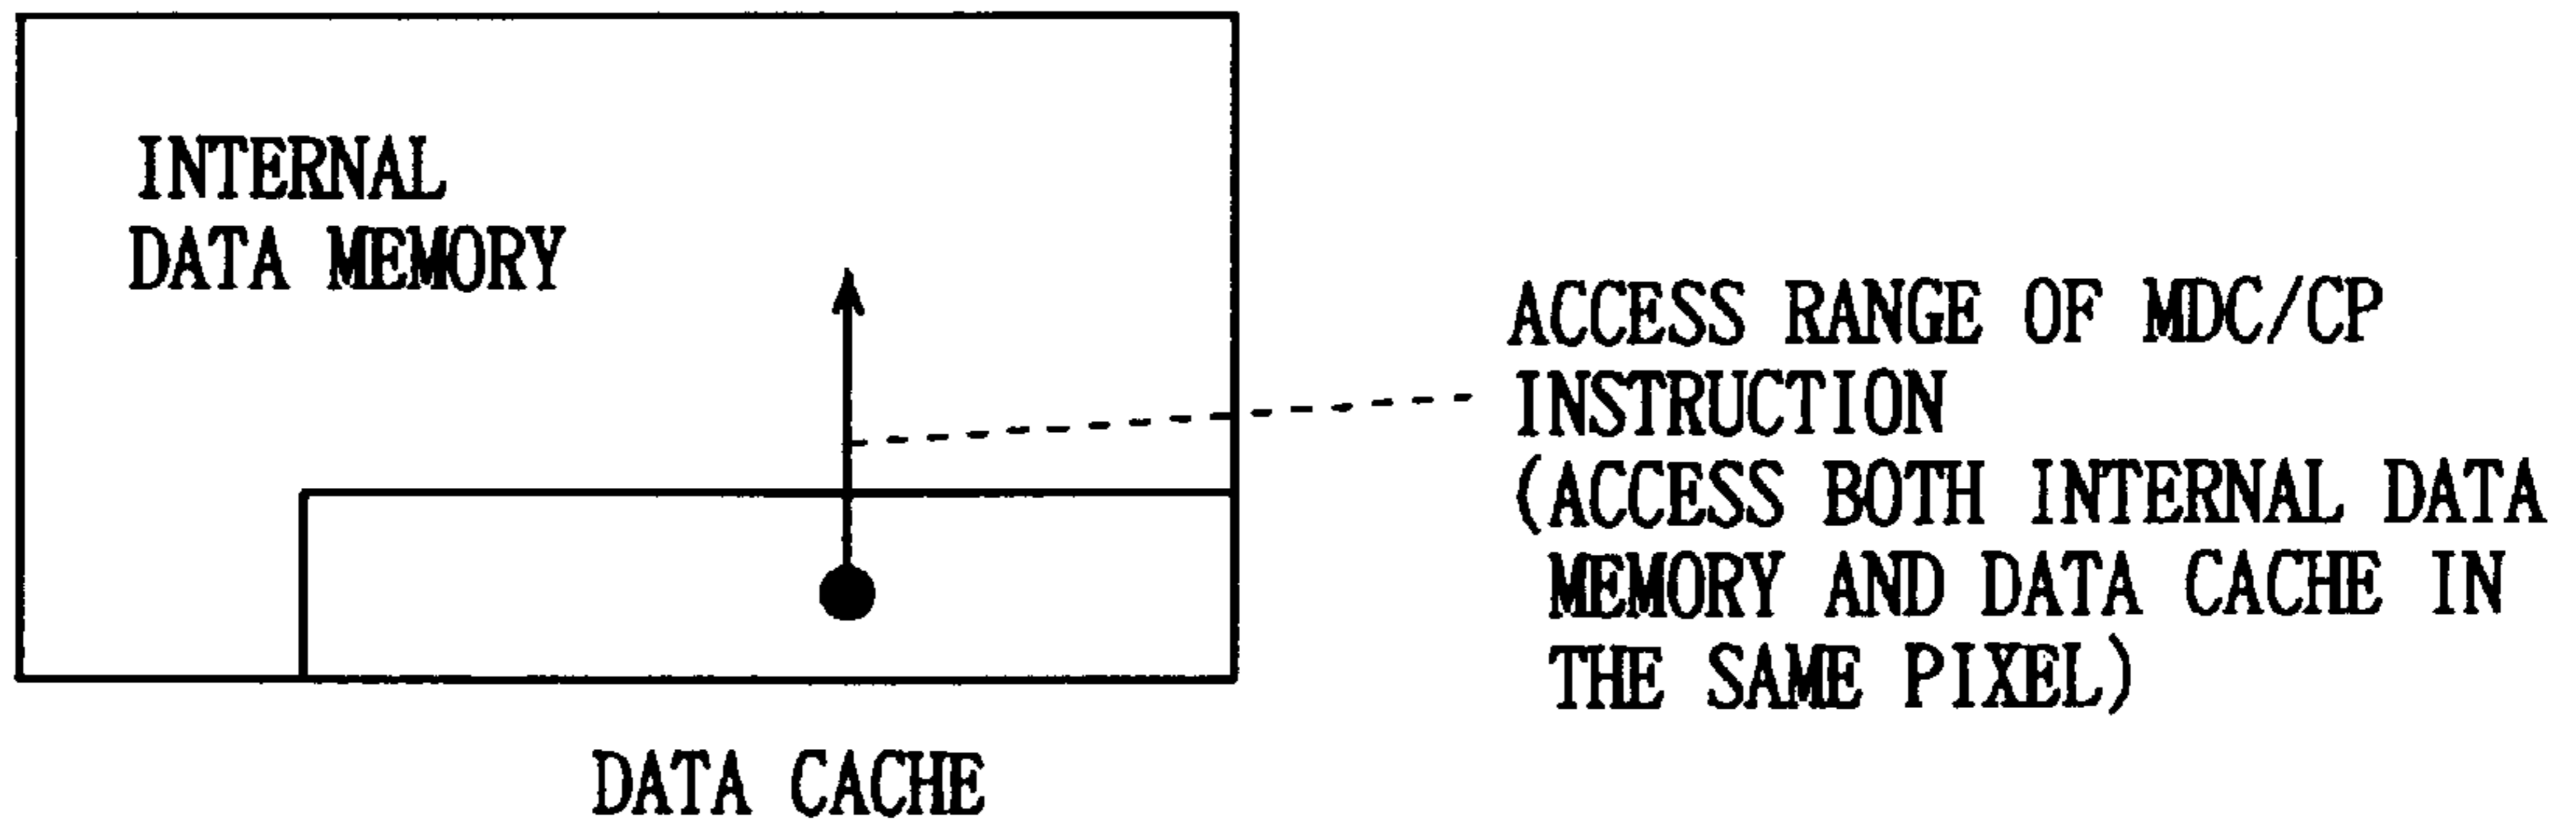 INTERNAL
DATA MEMORY
ACCESS RANGE OF MDC/CP
INSTRUCTION
(ACCESS BOTH INTERNAL DATA
MEMORY AND DATA CACHE IN
THE SAME PIXEL)
DATA CACHE